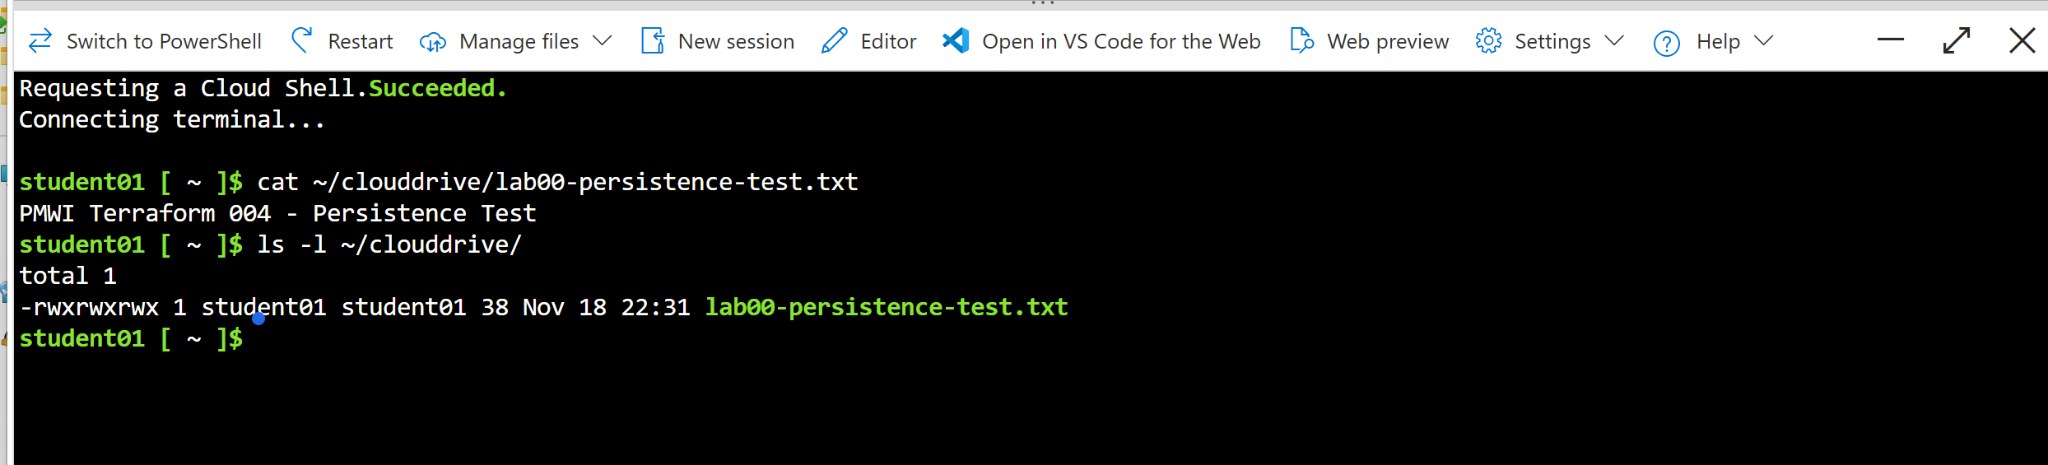 Switch to PowerShell Restart Manage files New session Editor Open in VS Code for the Web Web preview Settings Help
Requesting a Cloud Shell.Succeeded.
Connecting terminal...
student01 [ ~ ]$ cat ~/clouddrive/lab00-persistence-test.txt
PMWI Terraform 004 - Persistence Test
student01 [ ~ ]$ ls -l ~/clouddrive/
total 1
-rwxrwxrwx 1 student01 student01 38 Nov 18 22:31 lab00-persistence-test.txt
student01 [ ~ ]$